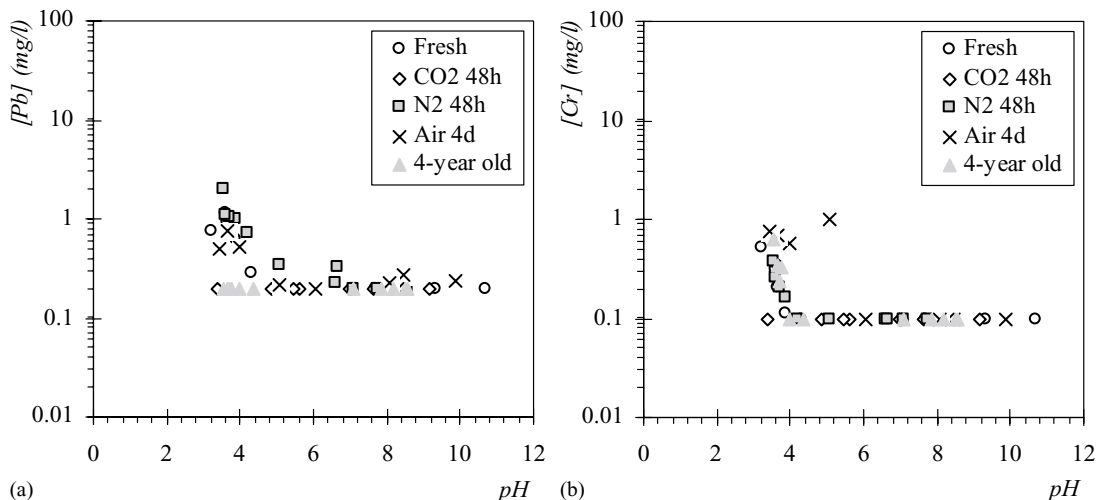 [Pb] (mg/l)
100
10
1
0.1
0.01
0 2 4 6 8 10 12
Fresh
CO2 48h
N2 48h
Air 4d
4-year old
(a)
pH
[Cr] (mg/l)
100
10
1
0.1
0.01
0 2 4 6 8 10 12
Fresh
CO2 48h
N2 48h
Air 4d
4-year old
(b)
pH